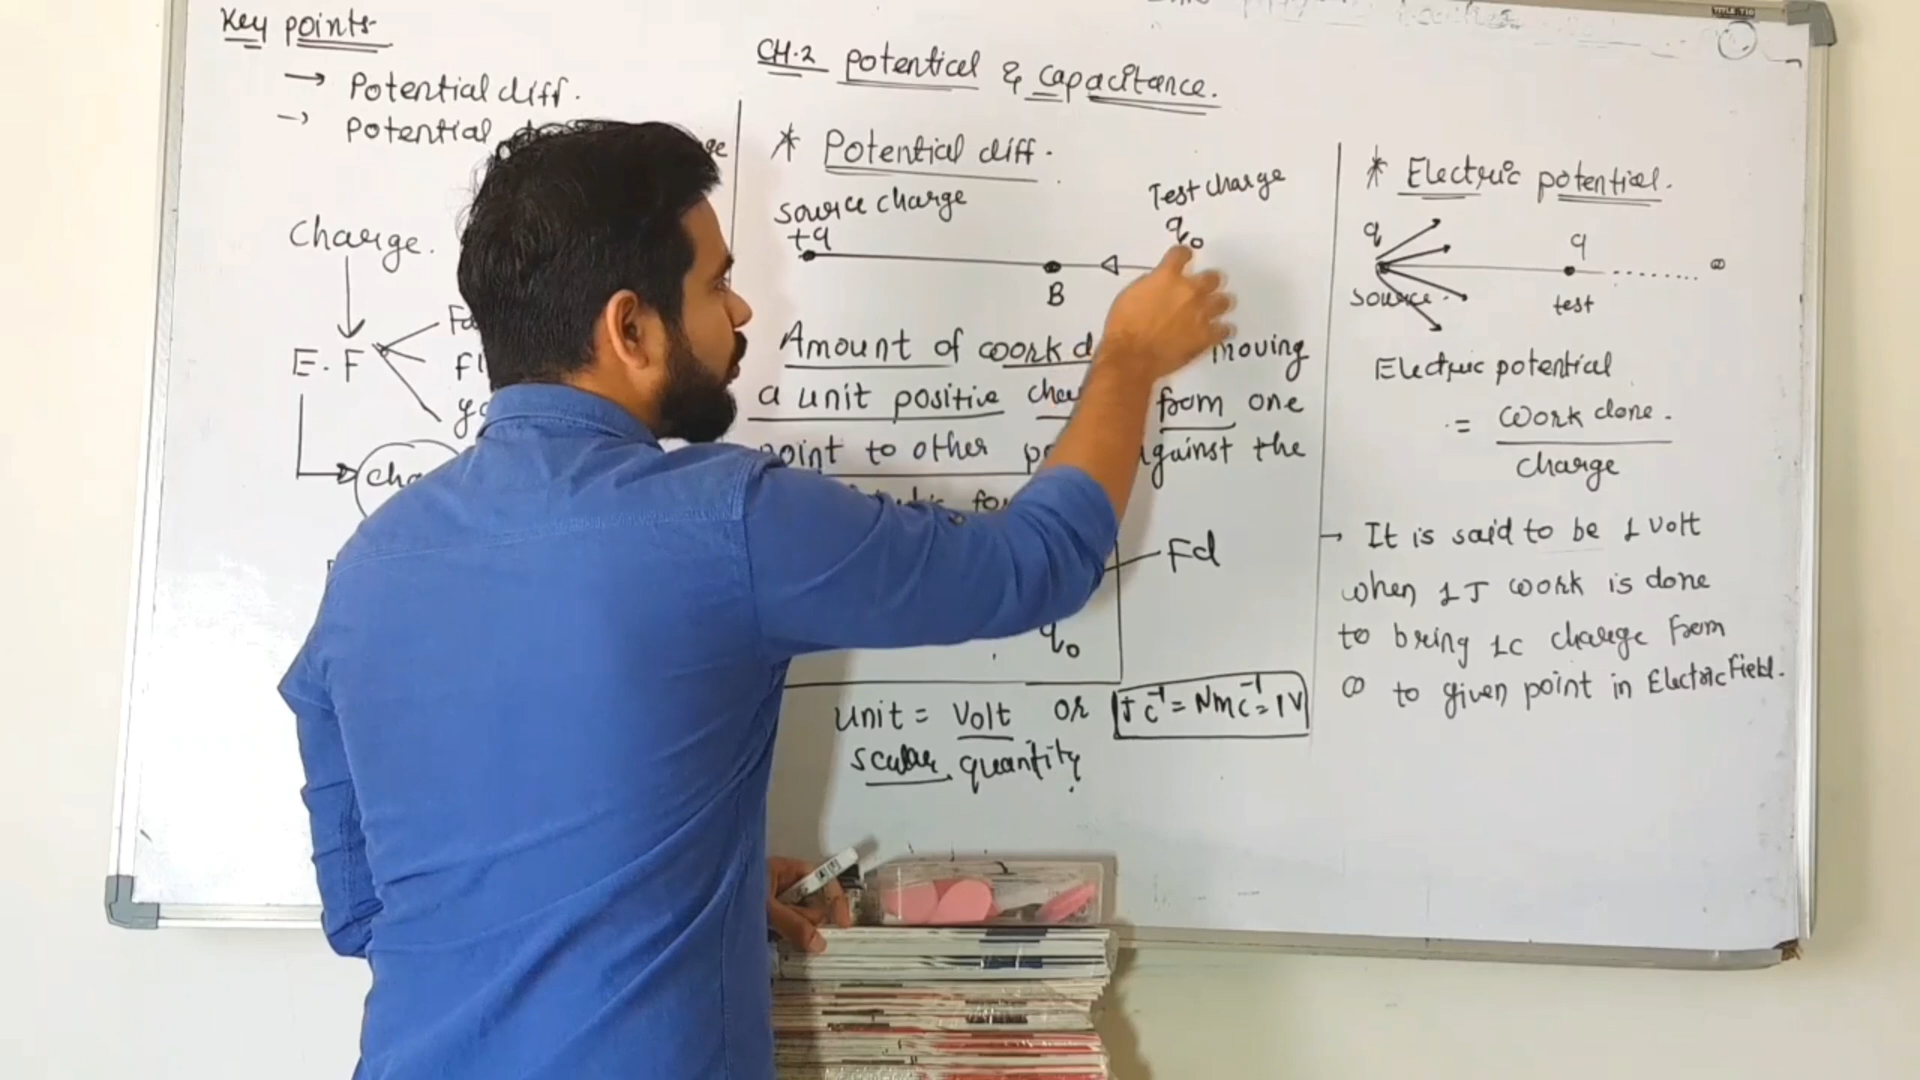 Key points
→ Potential diff.
→ Potential
Charge.
E.F
CH.2 potential & capacitance.
* Potential diff.
Source charge
+q
B
Test charge
q₀
Amount of work moving
a unit positive from one
point to other against the
Fd
q₀
unit = Volt or JC⁻¹ = NmC⁻¹ = 1V
scalar quantity
* Electric potential.
q
source
q
test
∞
Electric potential
= work done.
charge
→ It is said to be 1 volt
when 1J work is done
to bring 1C charge from
∞ to given point in Electric Field.